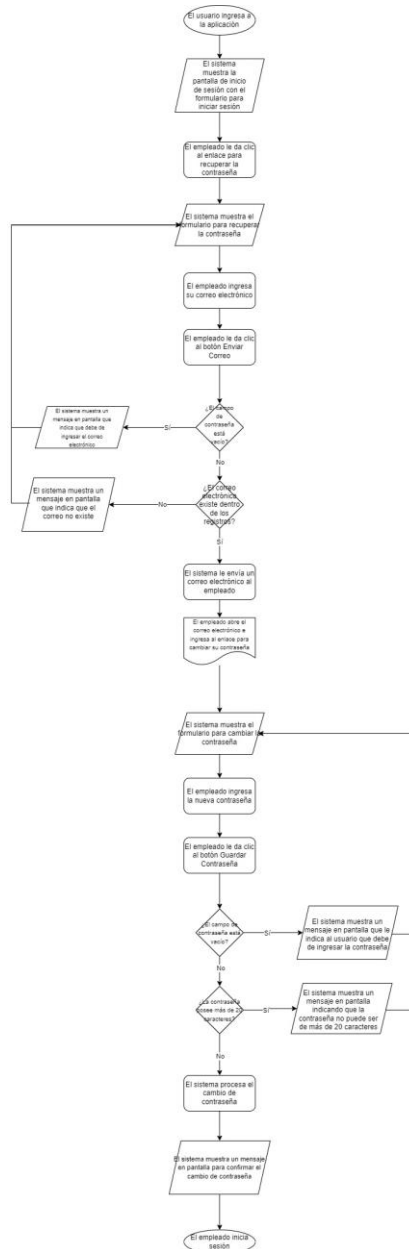 El usuario ingresa a
la aplicación
El sistema
muestra la
pantalla de inicio
de sesión con el
formulario para
iniciar sesión
El empleado le da clic
al enlace para
recuperar la
contraseña
El sistema muestra el
formulario para recuperar
la contraseña
El empleado ingresa
su correo electrónico
El empleado le da clic
al botón Enviar
Correo
¿El campo
de
contraseña
está
vacío?
Sí
El sistema muestra un
mensaje en pantalla que
indica que debe de
ingresar el correo
electrónico
No
¿El correo
electrónico
existe dentro
de los
registros?
No
El sistema muestra un
mensaje en pantalla
que indica que el
correo no existe
Sí
El sistema le envía un
correo electrónico al
empleado
El empleado abre el
correo electrónico e
ingresa al enlace para
cambiar su contraseña
El sistema muestra el
formulario para cambiar la
contraseña
El empleado ingresa
la nueva contraseña
El empleado le da clic
al botón Guardar
Contraseña
¿El campo de
contraseña está
vacío?
Sí
El sistema muestra un
mensaje en pantalla que le
indica al usuario que debe
de ingresar la contraseña
No
¿La contraseña
posee más de 20
caracteres?
Sí
El sistema muestra un
mensaje en pantalla
indicando que la
contraseña no puede ser
de más de 20 caracteres
No
El sistema procesa el
cambio de
contraseña
El sistema muestra un mensaje
en pantalla para confirmar el
cambio de contraseña
El empleado inicia
sesión